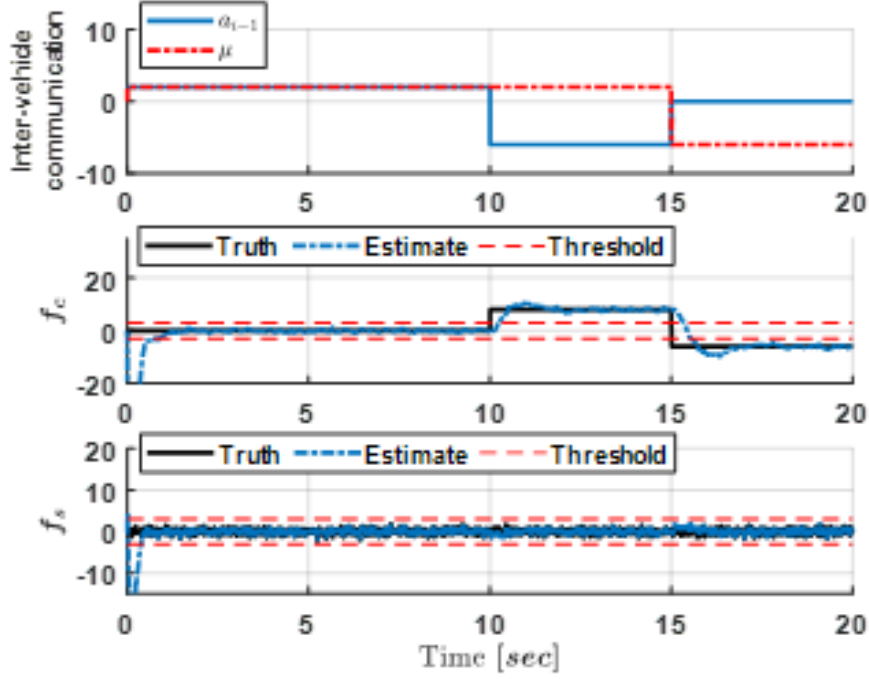 Inter-vehide
communication
10
0
-10
a_{i-1}
μ
0 5 10 15 20
f_c
20
0
-20
Truth Estimate Threshold
0 5 10 15 20
f_s
20
10
0
-10
Truth Estimate Threshold
0 5 10 15 20
Time [sec]